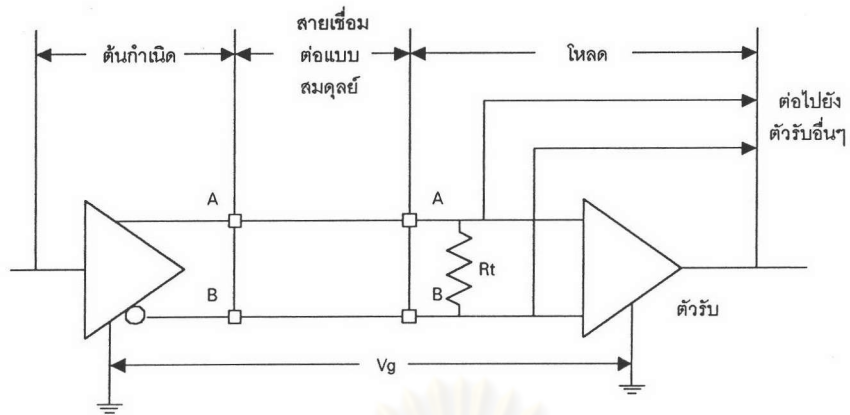 ต้นกำเนิด
สายเชื่อม
ต่อแบบ
สมดุลย์
โหลด
ต่อไปยัง
ตัวรับอื่นๆ
A
A
Rt
B
B
ตัวรับ
Vg